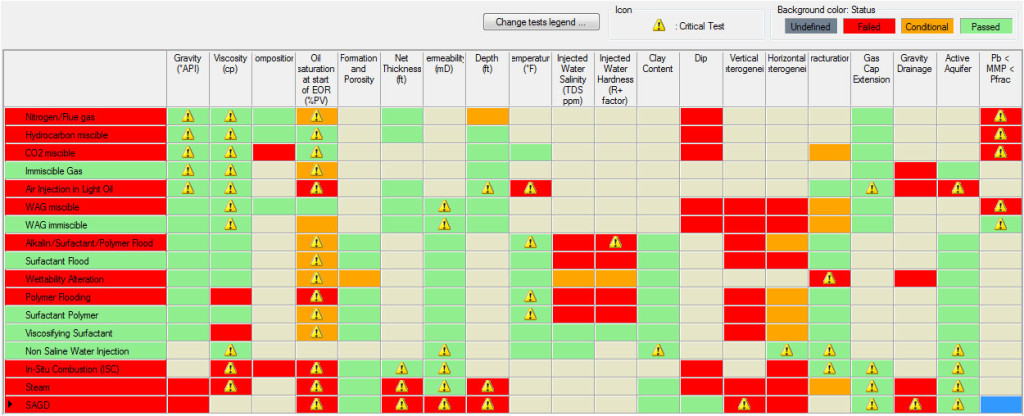 Change tests legend ...
Icon
: Critical Test
Background color: Status
Undefined
Failed
Conditional
Passed
Gravity
(°API)
Viscosity
(cp)
omposition
Oil
saturation
at start
of EOR
(%PV)
Formation
and
Porosity
Net
Thickness
(ft)
ermeability
(mD)
Depth
(ft)
emperature
(°F)
Injected
Water
Salinity
(TDS
ppm)
Injected
Water
Hardness
(R+
factor)
Clay
Content
Dip
Vertical
eterogenei
Horizontal
eterogenei
racturation
Gas
Cap
Extension
Gravity
Drainage
Active
Aquifer
Pb <
MMP <
Pfrac
Nitrogen/Flue gas
Hydrocarbon miscible
CO2 miscible
Immiscible Gas
Air Injection in Light Oil
WAG miscible
WAG immiscible
Alkalin/Surfactant/Polymer Flood
Surfactant Flood
Wettability Alteration
Polymer Flooding
Surfactant Polymer
Viscosifying Surfactant
Non Saline Water Injection
In-Situ Combustion (ISC)
Steam
SAGD